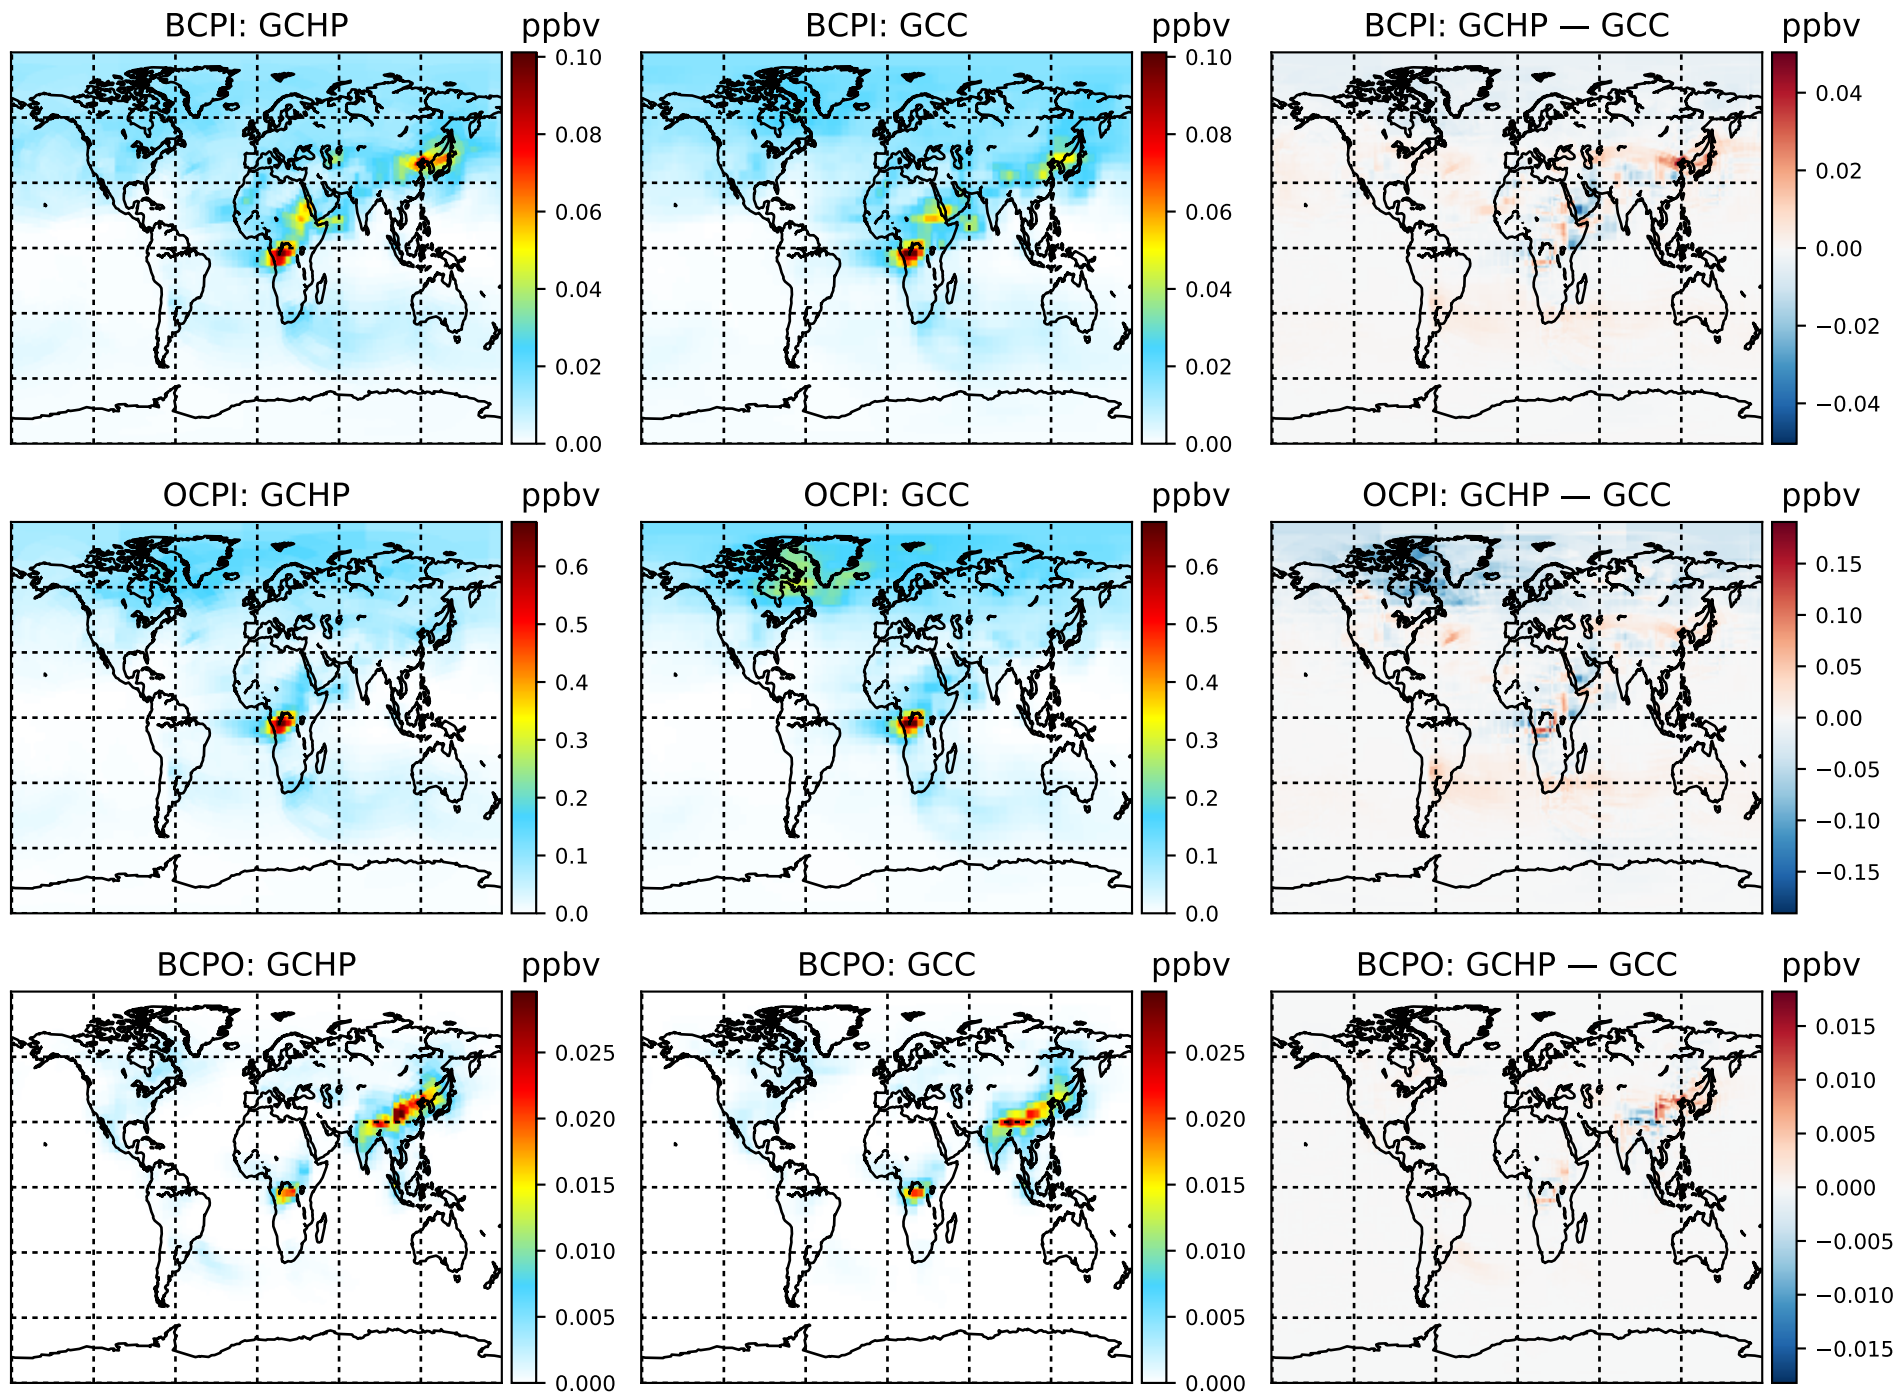 BCPI: GCHP ppbv BCPI: GCC ppbv BCPI: GCHP — GCC ppbv
0.10 0.10
0.04
0.08 0.08
0.02
0.06 0.06
0.00
0.04 0.04
−0.02
0.02 0.02
−0.04
0.00 0.00
OCPI: GCHP ppbv OCPI: GCC ppbv OCPI: GCHP — GCC ppbv
0.6 0.6 0.15
0.5 0.5 0.10
0.4 0.4 0.05
0.3 0.3 0.00
−0.05
0.2 0.2
−0.10
0.1 0.1
−0.15
0.0 0.0
BCPO: GCHP ppbv BCPO: GCC ppbv BCPO: GCHP — GCC ppbv
0.015
0.025 0.025
0.010
0.020 0.020
0.005
0.015 0.015 0.000
0.010 0.010 −0.005
0.005 0.005 −0.010
−0.015
0.000 0.000